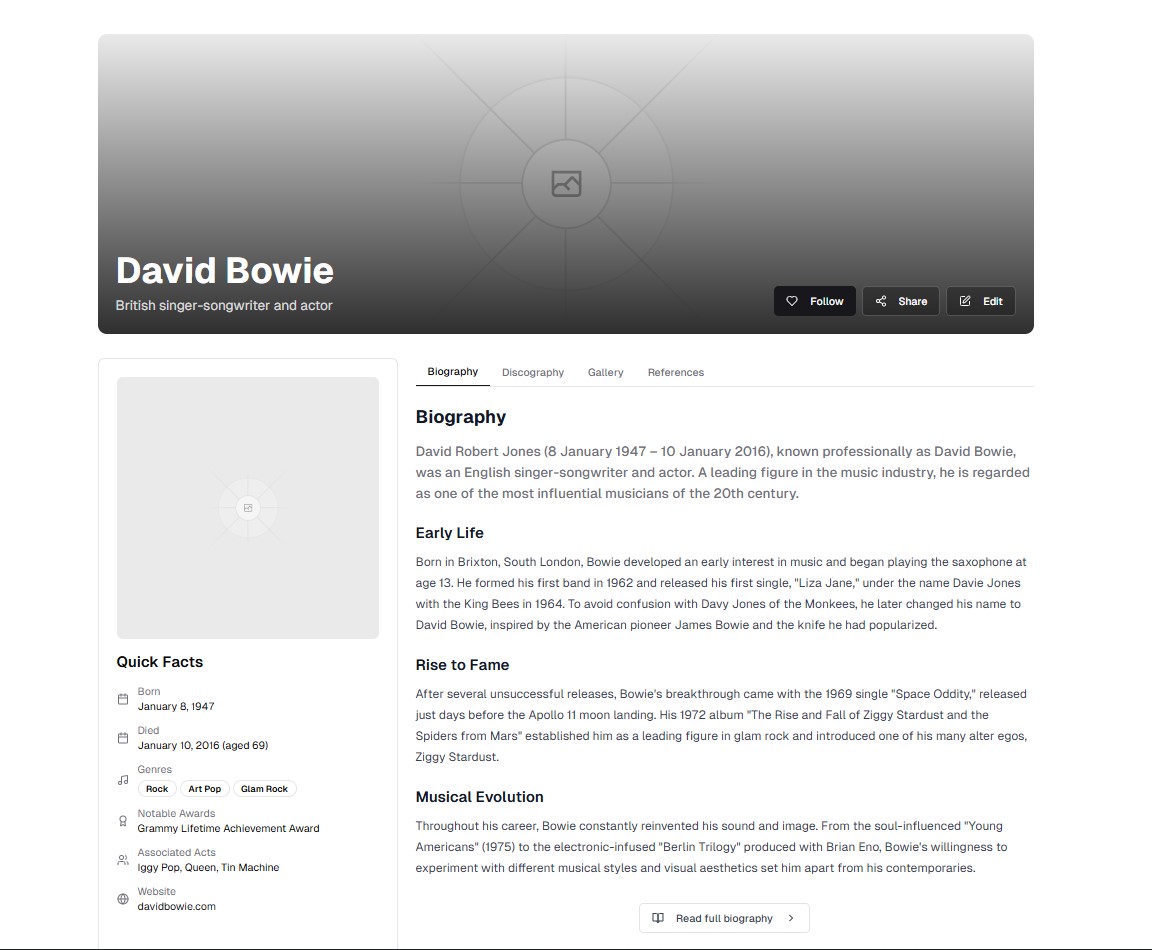 David Bowie
British singer-songwriter and actor
Follow
Share
Edit
Quick Facts
Born
January 8, 1947
Died
January 10, 2016 (aged 69)
Genres
Rock Art Pop Glam Rock
Notable Awards
Grammy Lifetime Achievement Award
Associated Acts
Iggy Pop, Queen, Tin Machine
Website
davidbowie.com
Biography Discography Gallery References
Biography
David Robert Jones (8 January 1947 – 10 January 2016), known professionally as David Bowie,
was an English singer-songwriter and actor. A leading figure in the music industry, he is regarded
as one of the most influential musicians of the 20th century.
Early Life
Born in Brixton, South London, Bowie developed an early interest in music and began playing the saxophone at
age 13. He formed his first band in 1962 and released his first single, "Liza Jane," under the name Davie Jones
with the King Bees in 1964. To avoid confusion with Davy Jones of the Monkees, he later changed his name to
David Bowie, inspired by the American pioneer James Bowie and the knife he had popularized.
Rise to Fame
After several unsuccessful releases, Bowie's breakthrough came with the 1969 single "Space Oddity," released
just days before the Apollo 11 moon landing. His 1972 album "The Rise and Fall of Ziggy Stardust and the
Spiders from Mars" established him as a leading figure in glam rock and introduced one of his many alter egos,
Ziggy Stardust.
Musical Evolution
Throughout his career, Bowie constantly reinvented his sound and image. From the soul-influenced "Young
Americans" (1975) to the electronic-infused "Berlin Trilogy" produced with Brian Eno, Bowie's willingness to
experiment with different musical styles and visual aesthetics set him apart from his contemporaries.
Read full biography